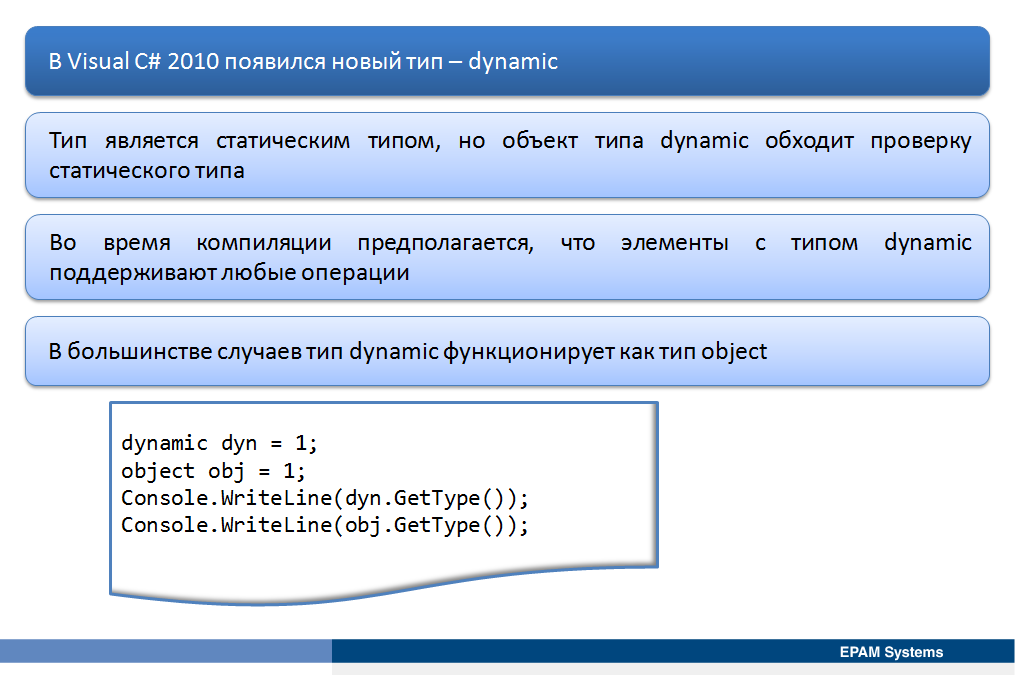 В Visual C# 2010 появился новый тип – dynamic
Тип является статическим типом, но объект типа dynamic обходит проверку
статического типа
Во время компиляции предполагается, что элементы с типом dynamic
поддерживают любые операции
В большинстве случаев тип dynamic функционирует как тип object
dynamic dyn = 1;
object obj = 1;
Console.WriteLine(dyn.GetType());
Console.WriteLine(obj.GetType());
EPAM Systems